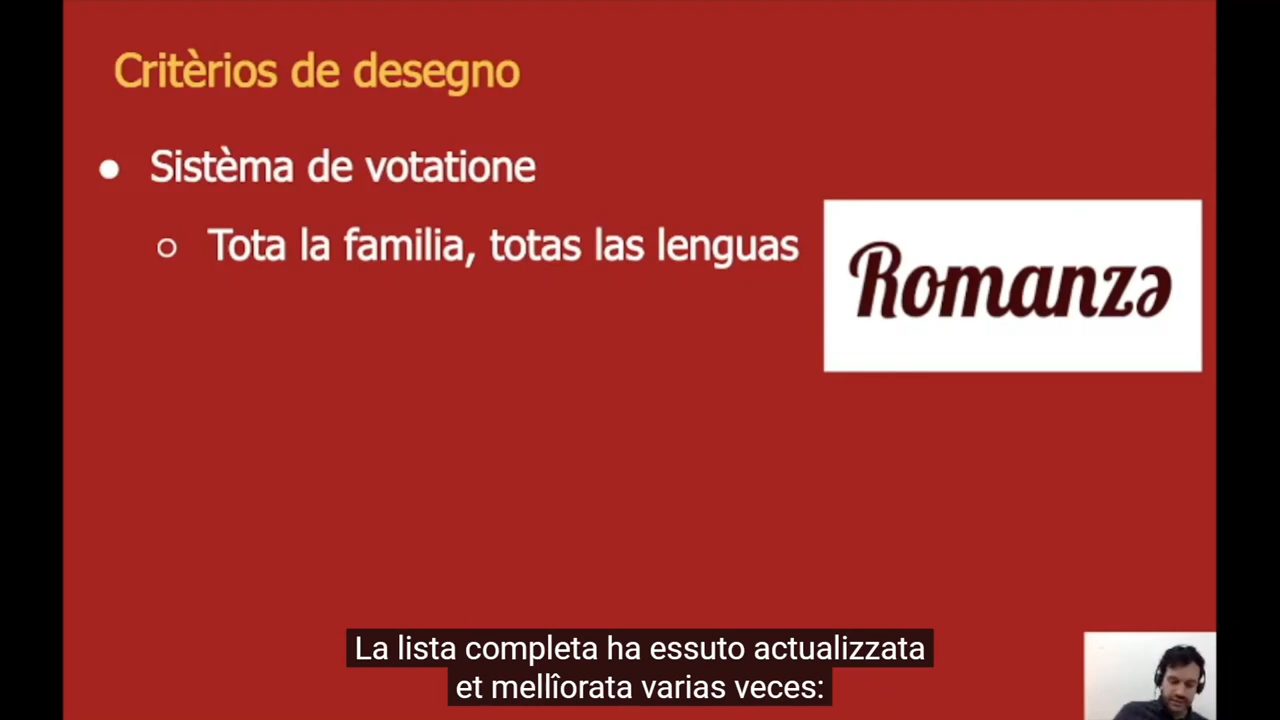 Critèrios de desegno
● Sistèma de votatione
○ Tota la familia, totas las lenguas
Romanzə
La lista completa ha essuto actualizzata
et mellîorata varias veces: